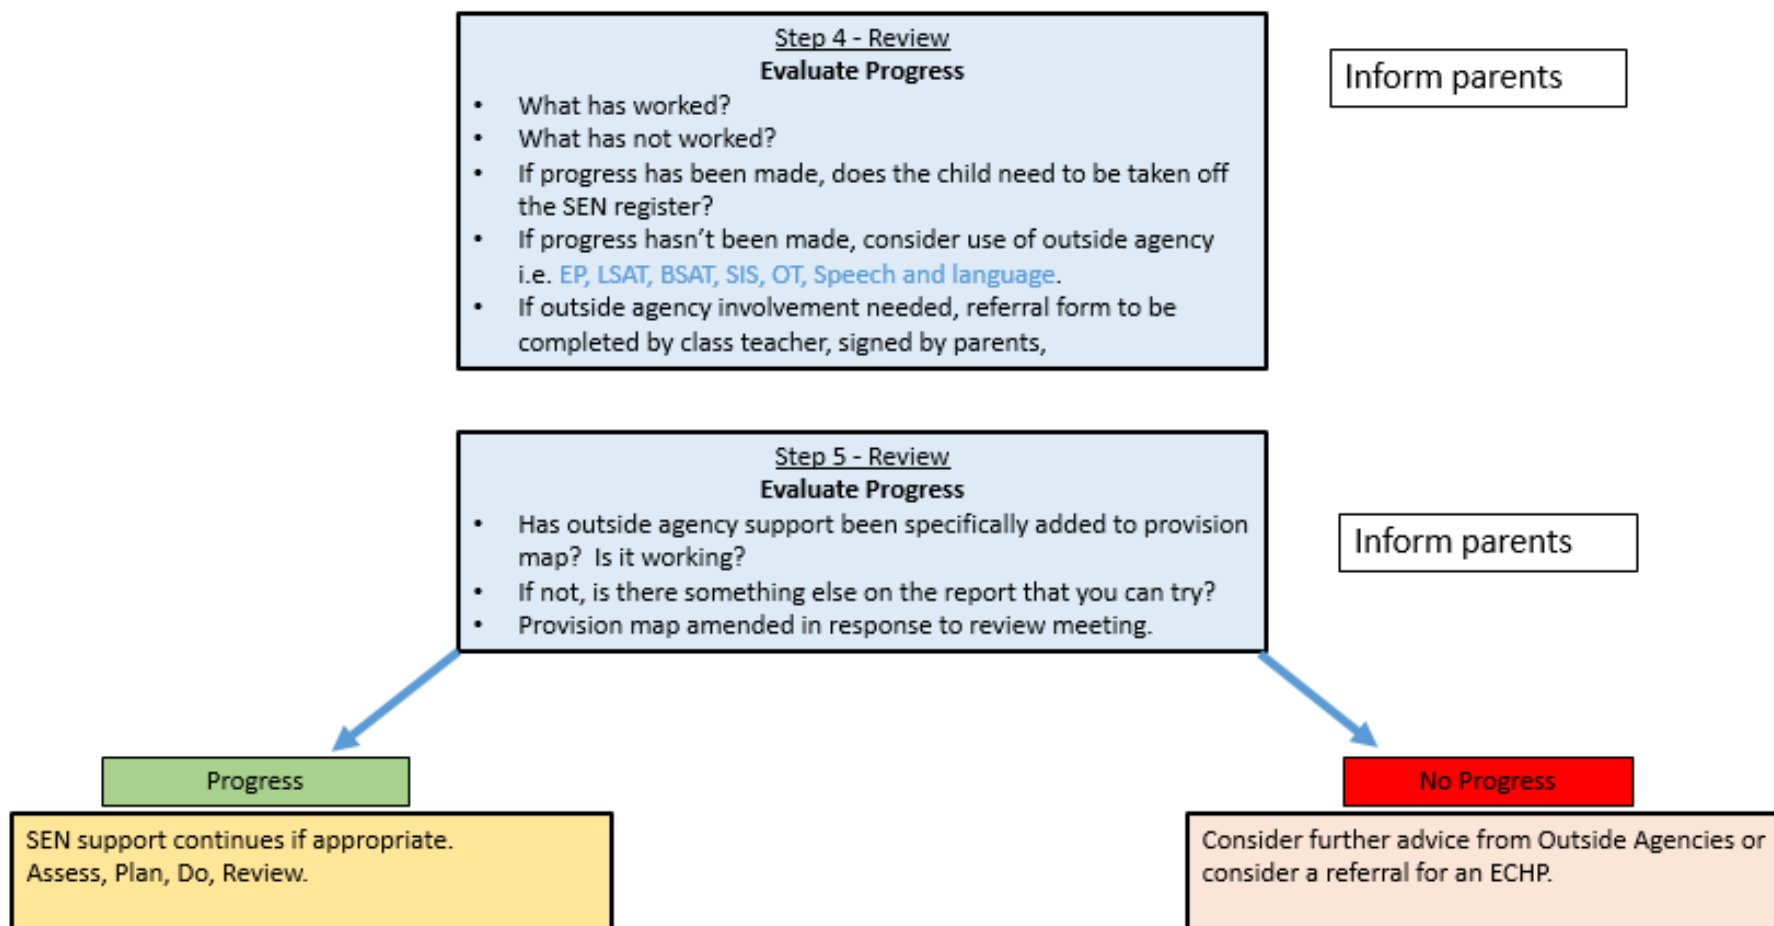 Step 4 - Review
Evaluate Progress
• What has worked?
• What has not worked?
• If progress has been made, does the child need to be taken off
the SEN register?
• If progress hasn't been made, consider use of outside agency
i.e. EP, LSAT, BSAT, SIS, OT, Speech and language.
• If outside agency involvement needed, referral form to be
completed by class teacher, signed by parents,
Inform parents
Step 5 - Review
Evaluate Progress
• Has outside agency support been specifically added to provision
map? Is it working?
• If not, is there something else on the report that you can try?
• Provision map amended in response to review meeting.
Inform parents
Progress
SEN support continues if appropriate.
Assess, Plan, Do, Review.
No Progress
Consider further advice from Outside Agencies or
consider a referral for an ECHP.